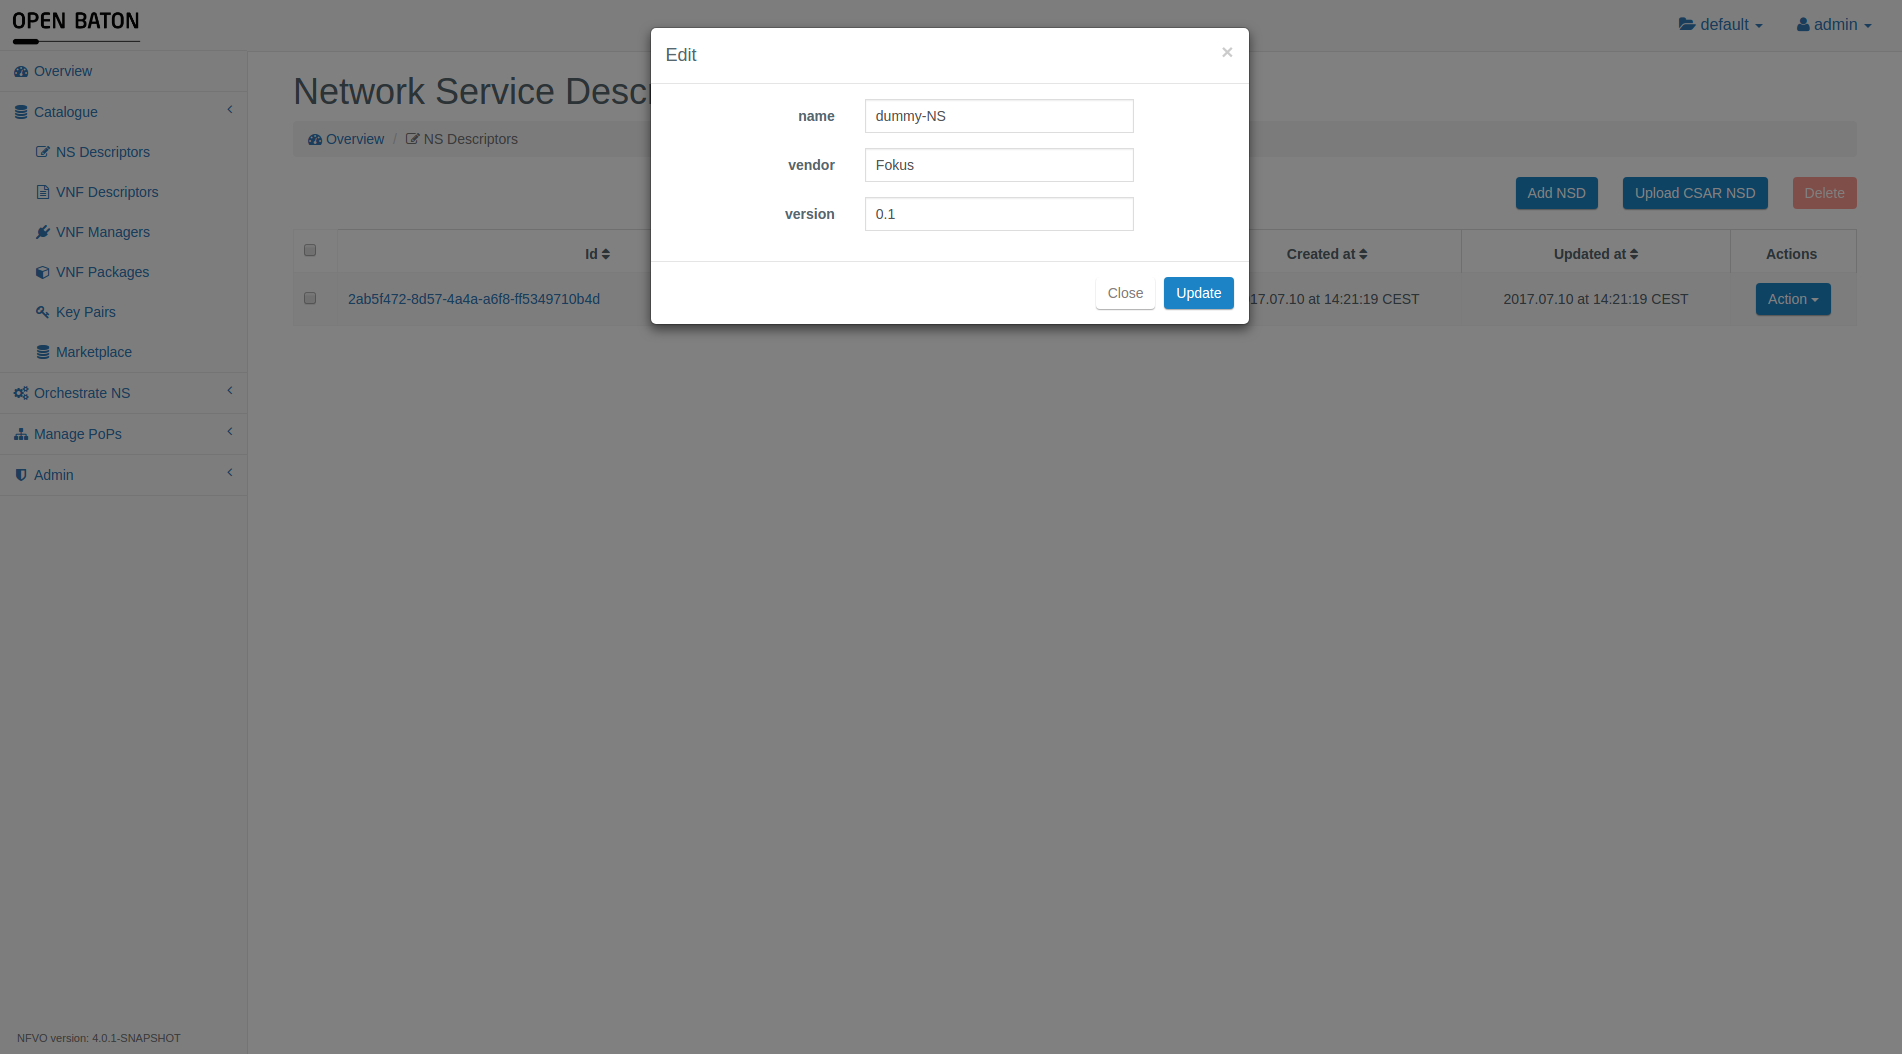 OPEN BATON
default
admin
Overview
Catalogue
NS Descriptors
VNF Descriptors
VNF Managers
VNF Packages
Key Pairs
Marketplace
Orchestrate NS
Manage PoPs
Admin
NFVO version: 4.0.1-SNAPSHOT
Network Service
Overview / NS Descriptors
Add NSD Upload CSAR NSD Delete
Id Created at Updated at Actions
2ab5f472-8d57-4a4a-a6f8-ff5349710b4d 17.07.10 at 14:21:19 CEST 2017.07.10 at 14:21:19 CEST Action
Edit ×
name dummy-NS
vendor Fokus
version 0.1
Close Update